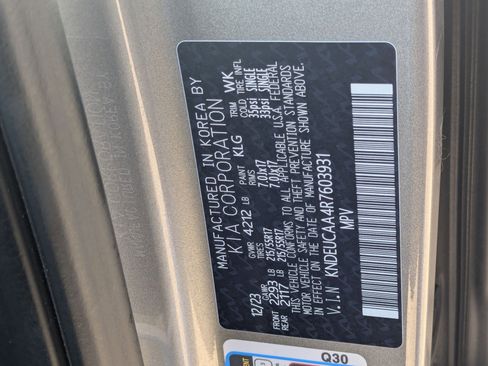 MANUFACTURED IN KOREA BY
KIA CORPORATION
GVWR 4212 LB PAINT KLG TRIM WK
12/23 GAWR TIRES RIMS COLD TIRE INFL
FRONT 2293 LB 215/55R17 7.0JX17 35psi SINGLE
REAR 2117 LB 215/55R17 7.0JX17 33psi SINGLE
THIS VEHICLE CONFORMS TO ALL APPLICABLE U.S.A FEDERAL
MOTOR VEHICLE SAFETY AND THEFT PREVENTION STANDARDS
IN EFFECT ON THE DATE OF MANUFACTURE SHOWN ABOVE.
V.I.N KNDEUCAA4R7603931
MPV
Q30